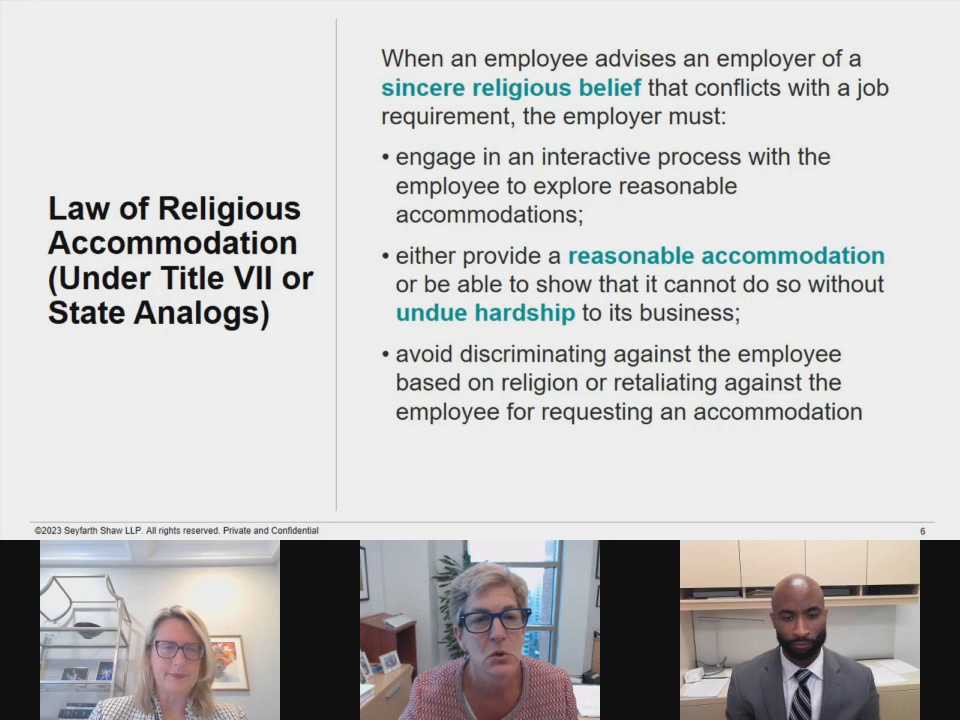 When an employee advises an employer of a
sincere religious belief that conflicts with a job
requirement, the employer must:
• engage in an interactive process with the
employee to explore reasonable
accommodations;
• either provide a reasonable accommodation
or be able to show that it cannot do so without
undue hardship to its business;
• avoid discriminating against the employee
based on religion or retaliating against the
employee for requesting an accommodation
Law of Religious
Accommodation
(Under Title VII or
State Analogs)
©2023 Seyfarth Shaw LLP. All rights reserved. Private and Confidential
6